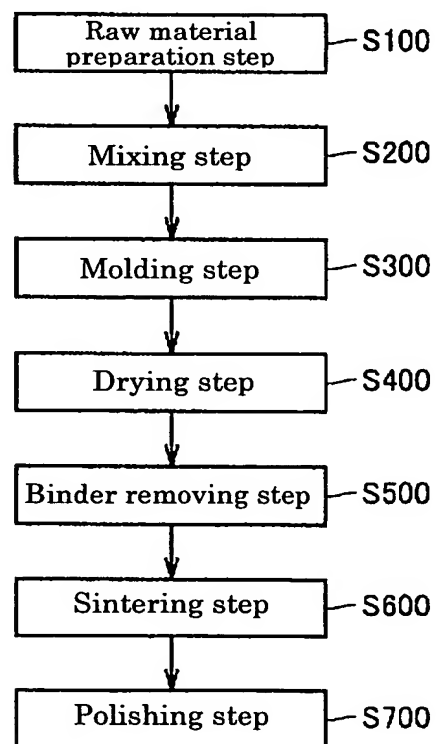 Raw material
preparation step
S100
Mixing step
S200
Molding step
S300
Drying step
S400
Binder removing step
S500
Sintering step
S600
Polishing step
S700